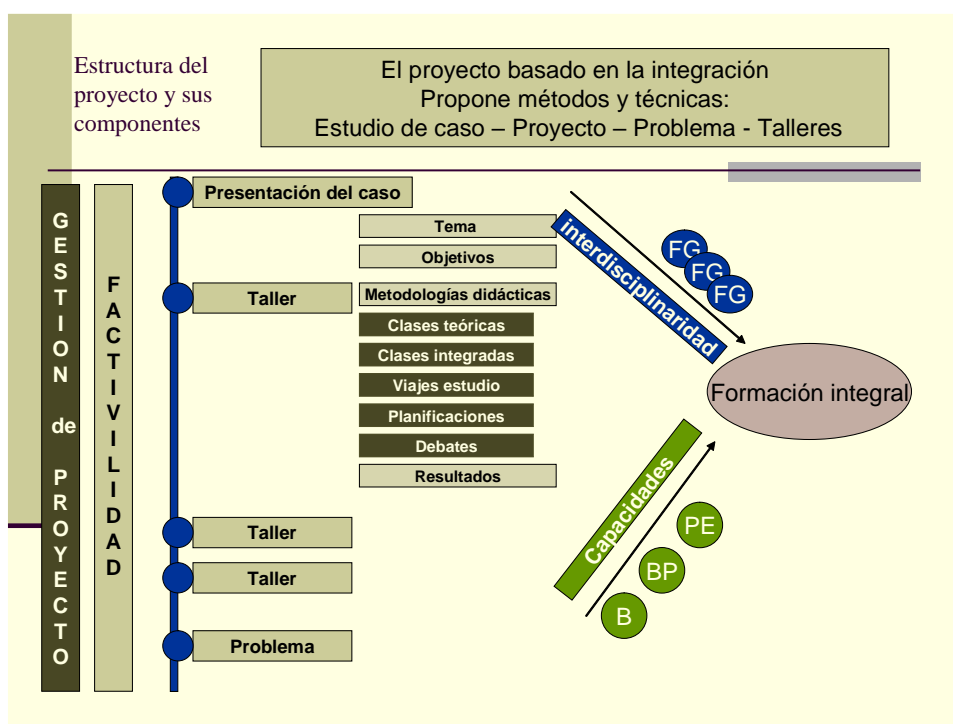 Estructura del
proyecto y sus
componentes
El proyecto basado en la integración
Propone métodos y técnicas:
Estudio de caso – Proyecto – Problema - Talleres
GESTION de PROYECTO
FACTIVILIDAD
Presentación del caso
Tema
Objetivos
Taller
Metodologías didácticas
Clases teóricas
Clases integradas
Viajes estudio
Planificaciones
Debates
Resultados
Taller
Taller
Problema
interdisciplinaridad
FG
FG
FG
Formación integral
Capacidades
PE
BP
B